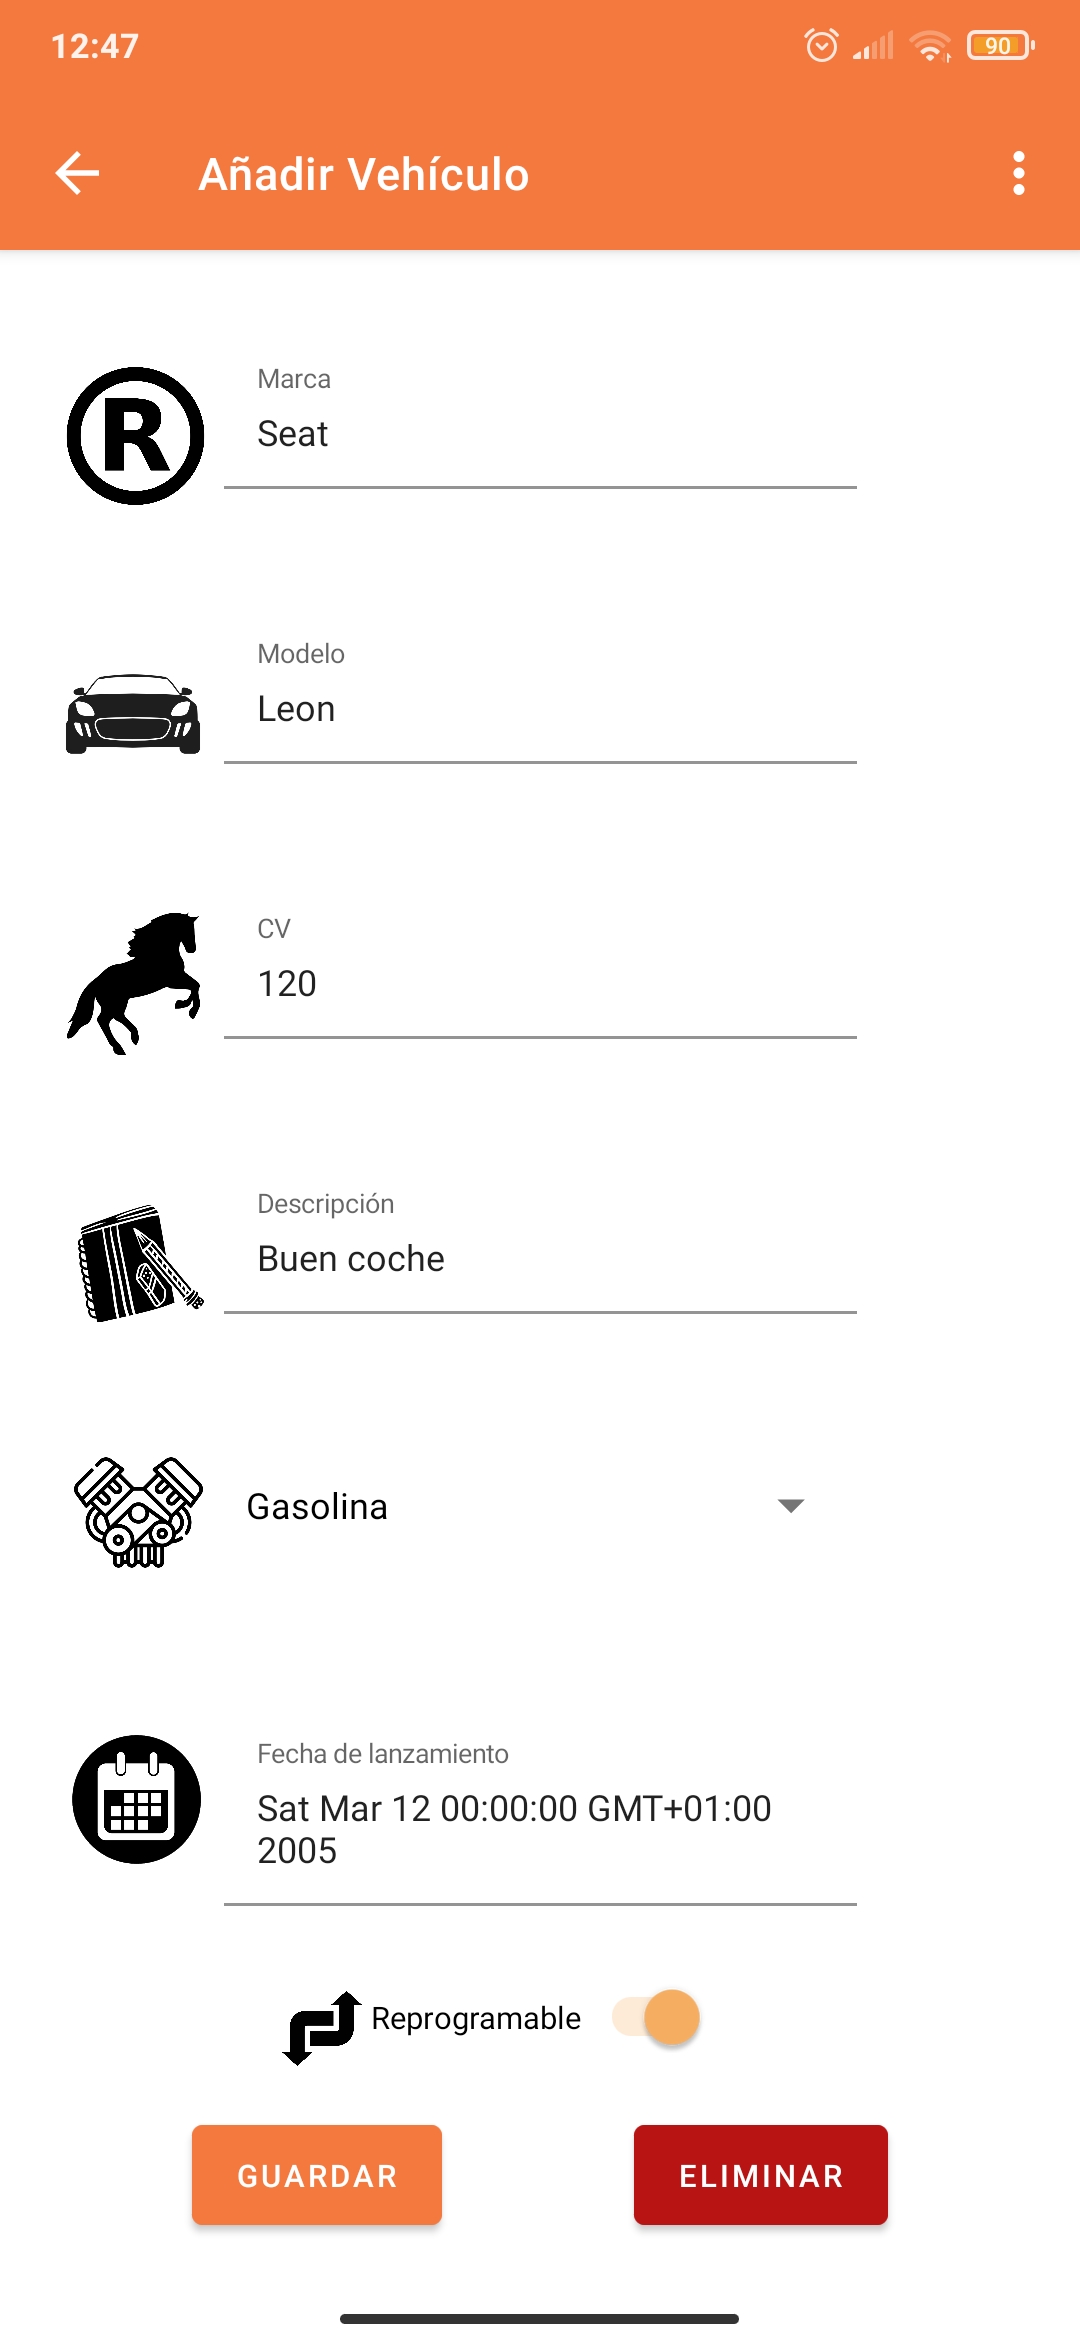 12:47
90
Añadir Vehículo
Marca
R
Seat
Modelo
Leon
CV
120
Descripción
Buen coche
Gasolina
Fecha de lanzamiento
Sat Mar 12 00:00:00 GMT+01:00
2005
Reprogramable
GUARDAR
ELIMINAR